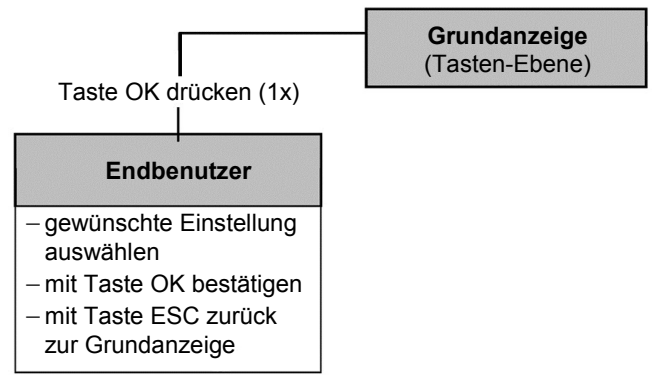 Grundanzeige
(Tasten-Ebene)
Taste OK drücken (1x)
Endbenutzer
– gewünschte Einstellung
auswählen
– mit Taste OK bestätigen
– mit Taste ESC zurück
zur Grundanzeige